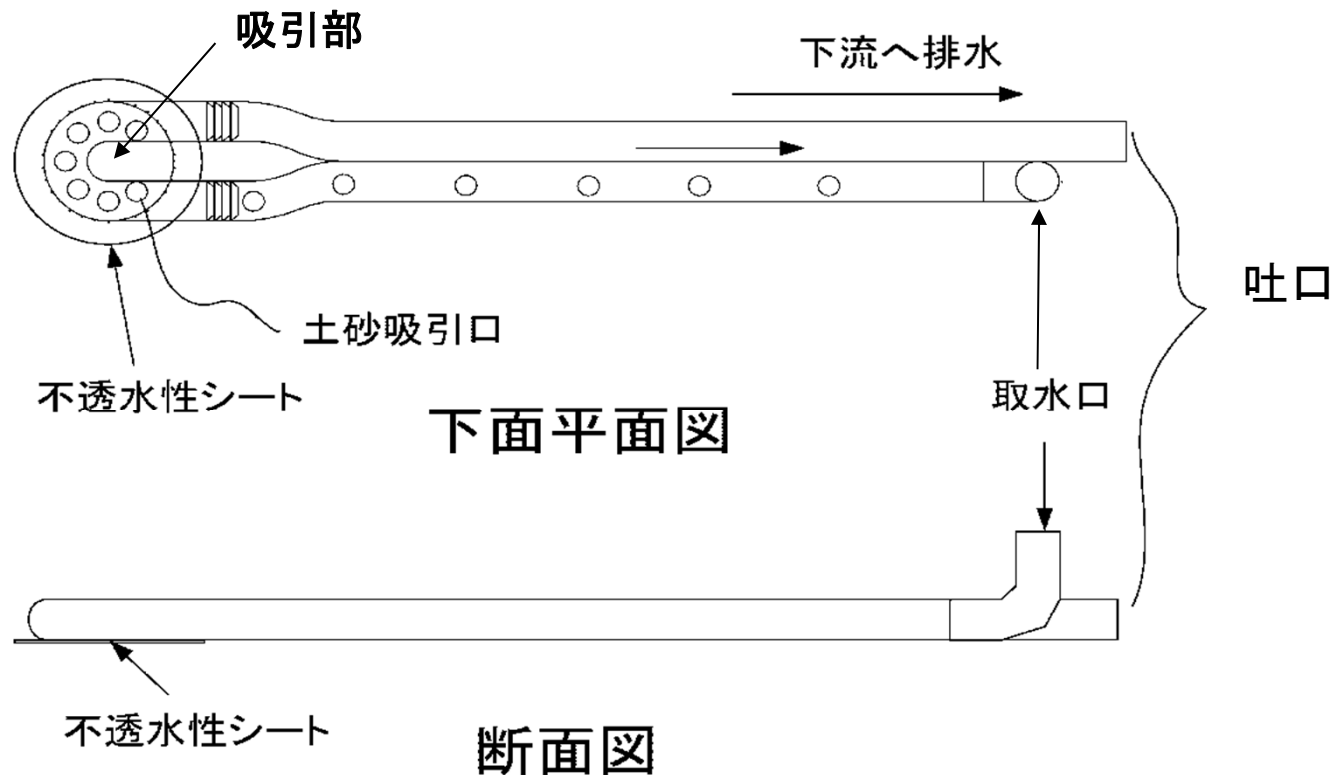 吸引部
下流へ排水
吐口
土砂吸引口
不透水性シート
取水口
下面平面図
不透水性シート
断面図